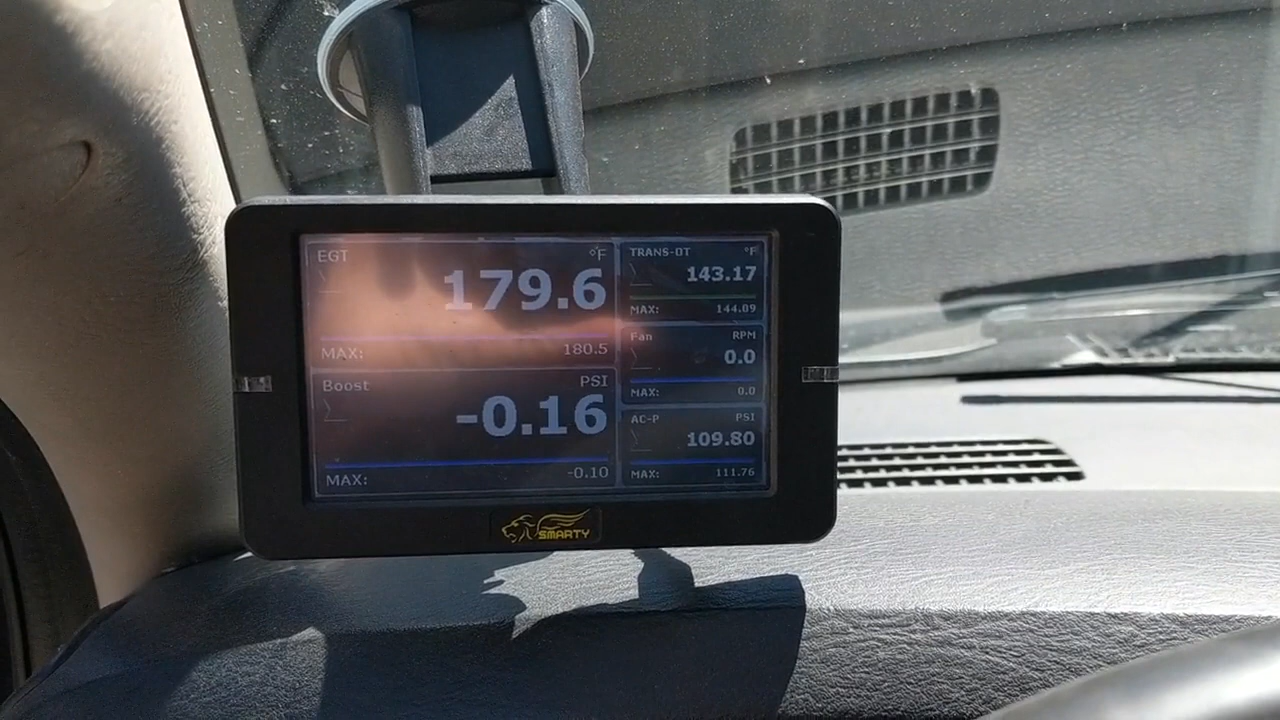 EGT °F
179.6
MAX: 180.5
Boost PSI
-0.16
MAX: -0.10
TRANS-OT °F
143.17
MAX: 144.09
Fan RPM
0.0
MAX: 0.0
AC-P PSI
109.80
MAX: 111.76
SMARTY